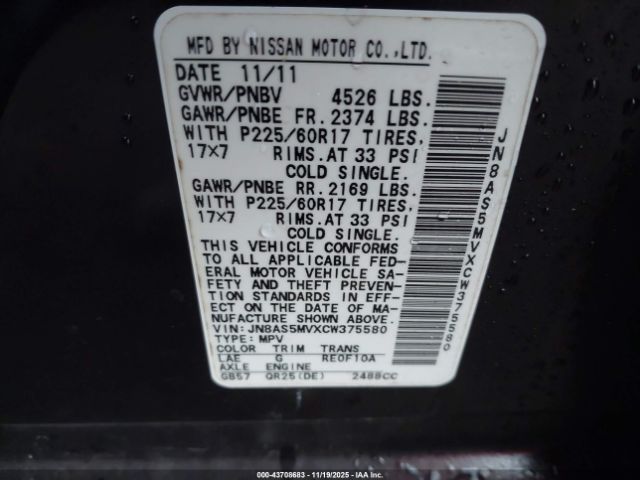 MFD BY NISSAN MOTOR CO.,LTD.
DATE 11/11
GVWR/PNBV 4526 LBS.
GAWR/PNBE FR. 2374 LBS.
WITH P225/60R17 TIRES,
17x7 RIMS.AT 33 PSI
COLD SINGLE.
GAWR/PNBE RR. 2169 LBS.
WITH P225/60R17 TIRES,
17x7 RIMS.AT 33 PSI
COLD SINGLE.
THIS VEHICLE CONFORMS
TO ALL APPLICABLE FED-
ERAL MOTOR VEHICLE SA-
FETY AND THEFT PREVEN-
TION STANDARDS IN EFF-
ECT ON THE DATE OF MA-
NUFACTURE SHOWN ABOVE.
VIN: JN8AS5MVXCW375580
TYPE: MPV
COLOR TRIM TRANS
LAE G RE0F10A
AXLE ENGINE
GB57 QR25(DE) 2488CC
JN8AS5MVXCW375580
000-43708683 - 11/19/2025 - IAAI.COM